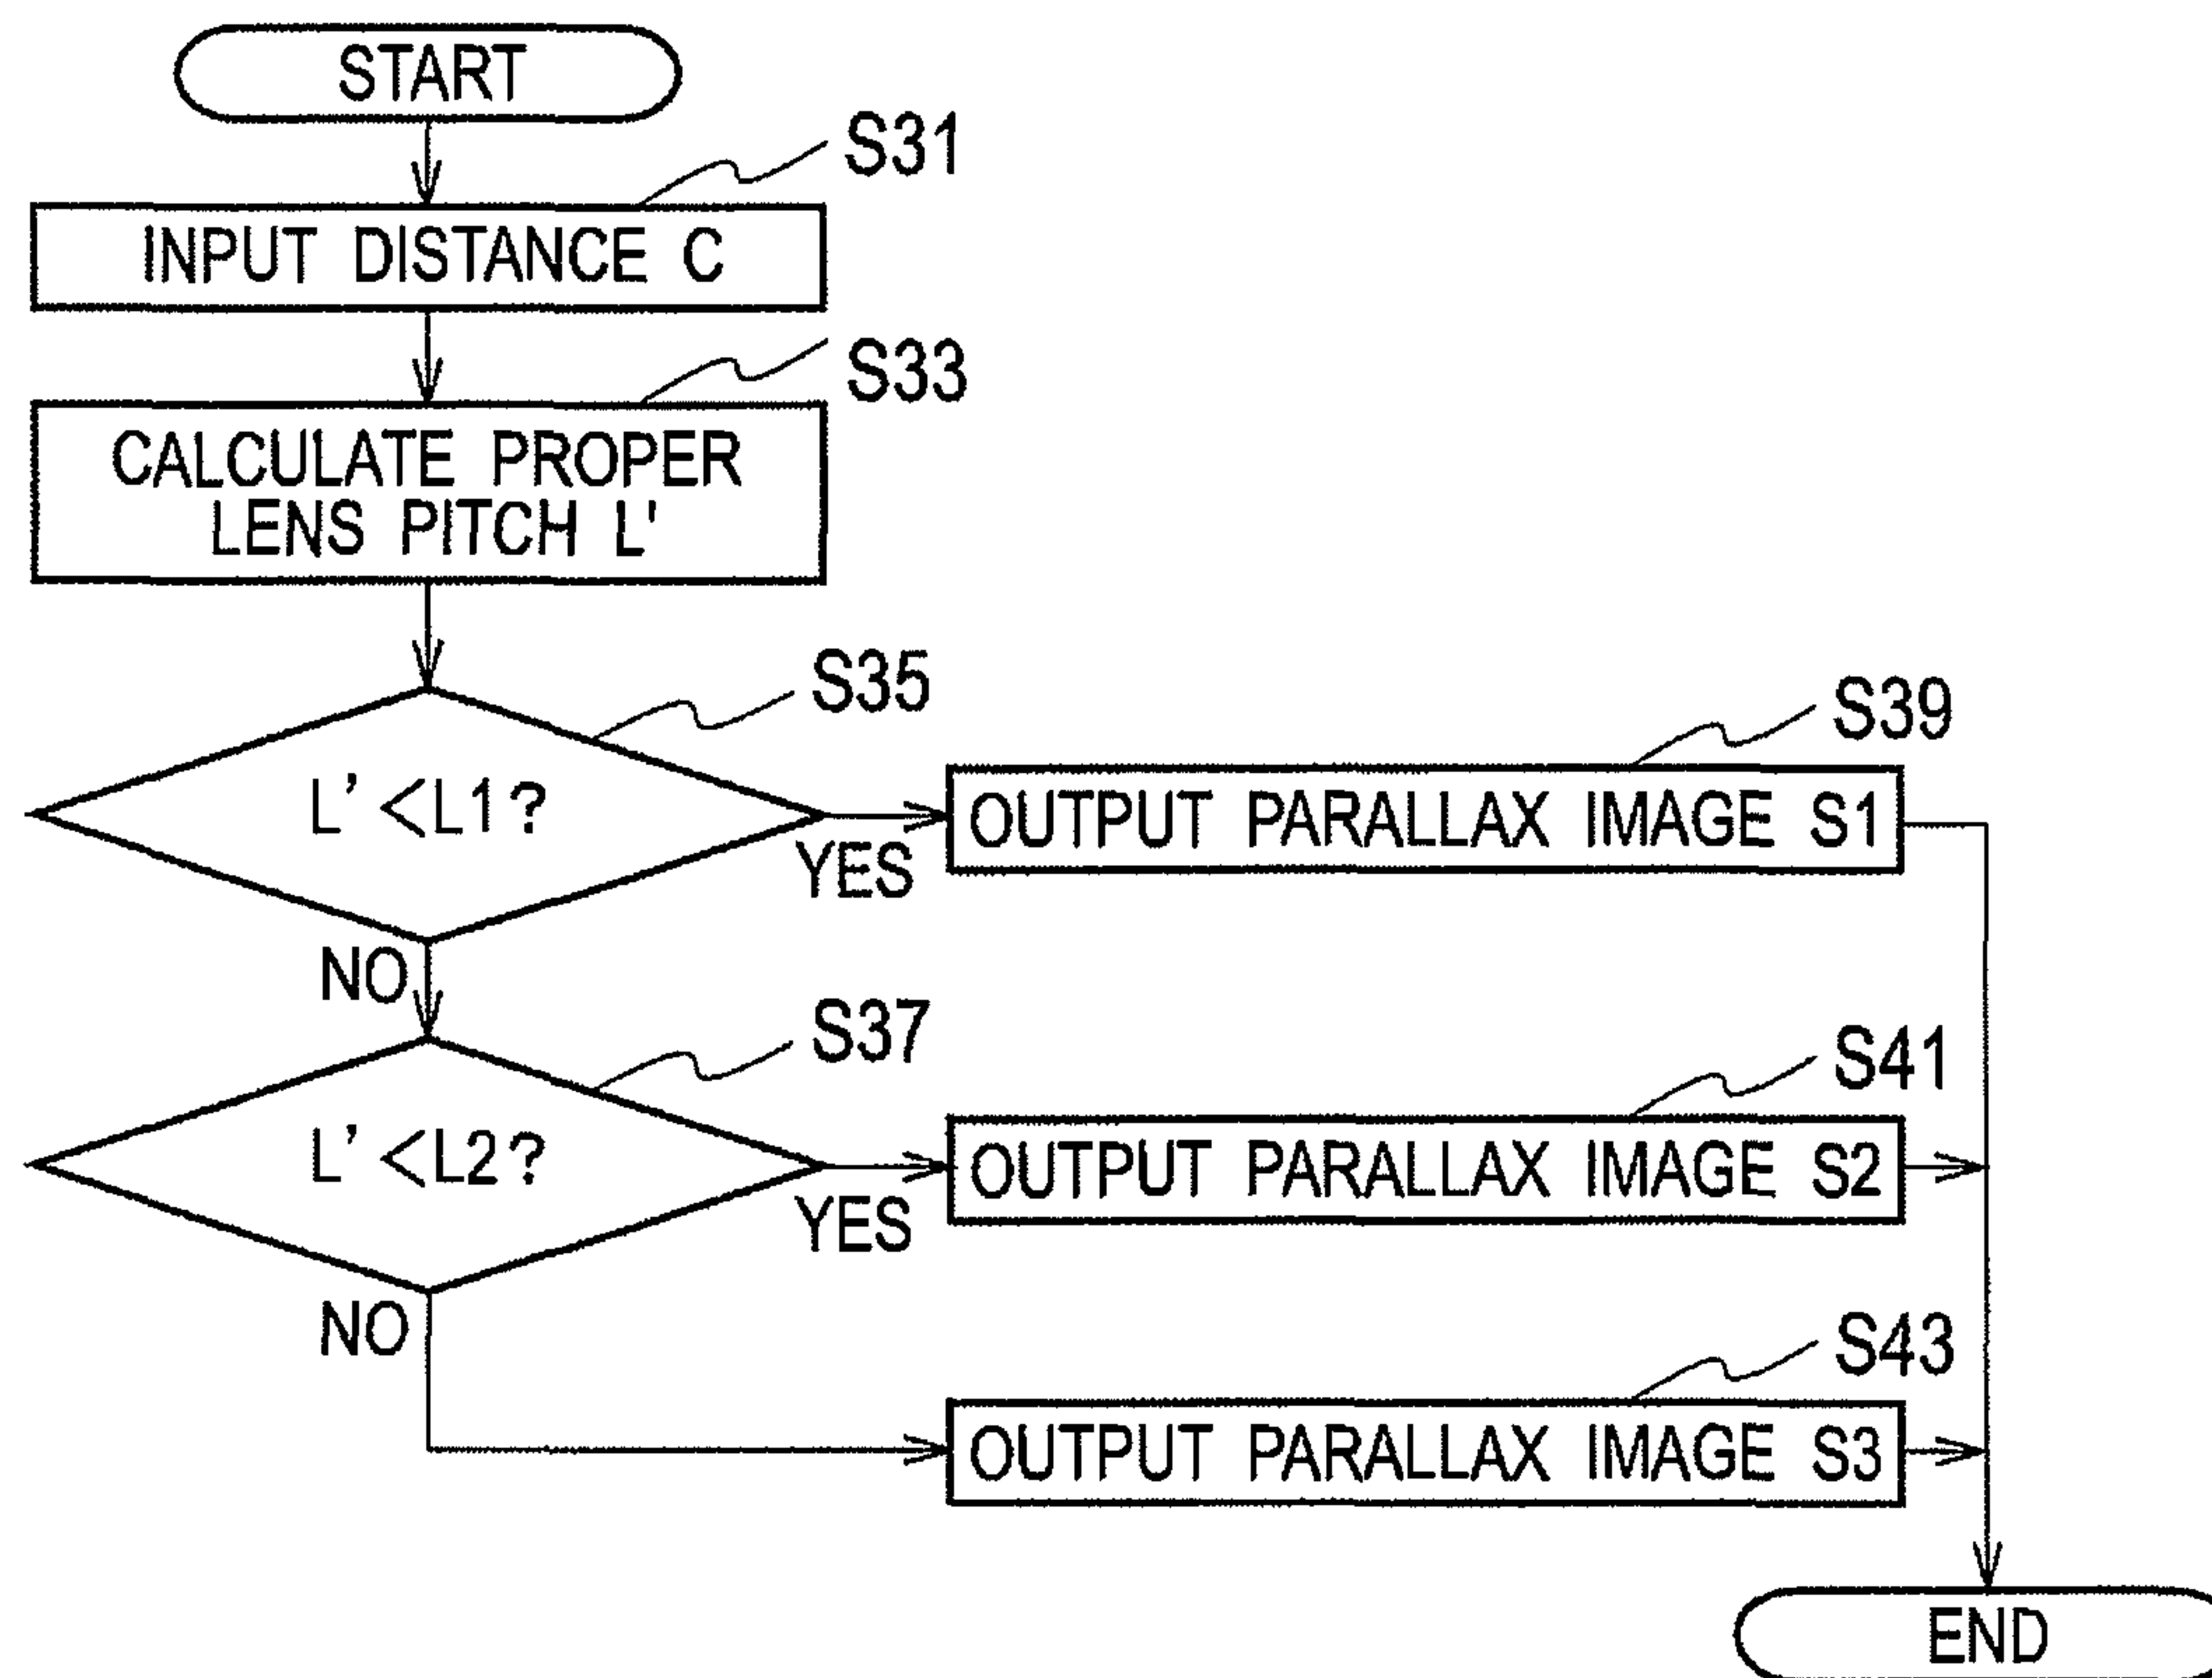 START
S31
INPUT DISTANCE C
S33
CALCULATE PROPER
LENS PITCH L'
S35
L' <L1?
YES
S39
OUTPUT PARALLAX IMAGE S1
NO
S37
L' <L2?
YES
S41
OUTPUT PARALLAX IMAGE S2
NO
S43
OUTPUT PARALLAX IMAGE S3
END